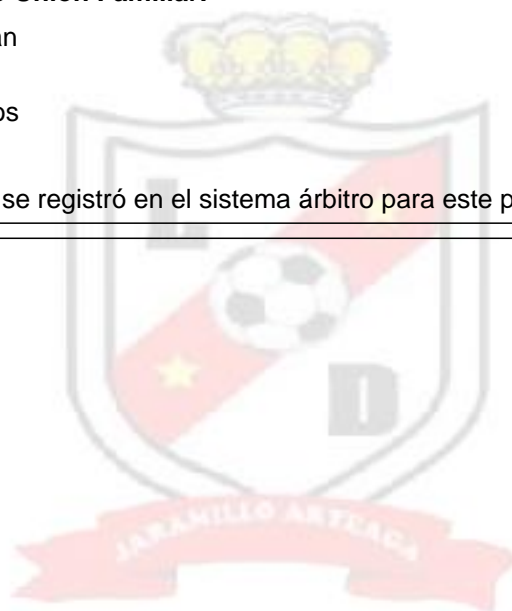 Unión Familiar.
an
os
se registró en el sistema árbitro para este p
L
D
JARAMILLO ARTEAGA